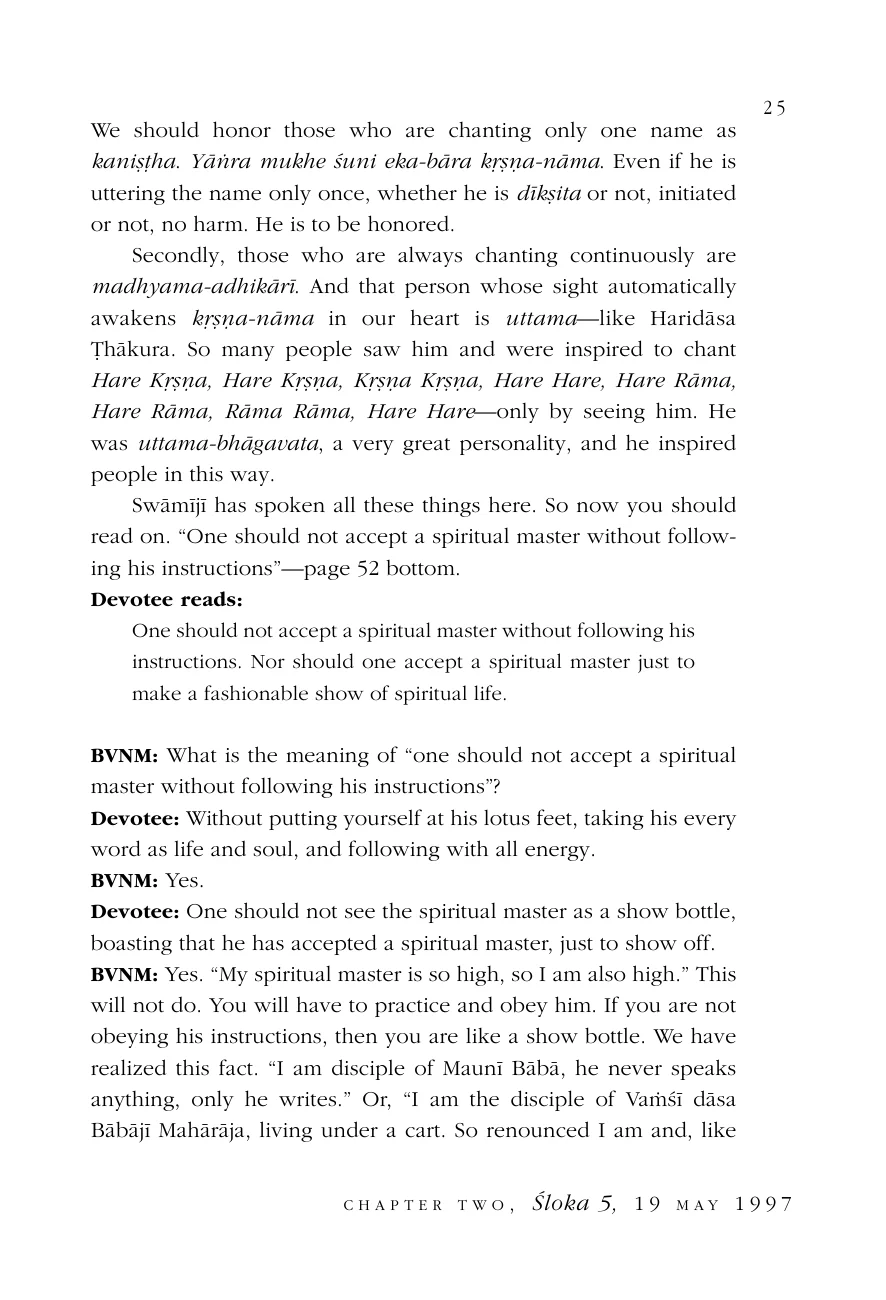 25
We should honor those who are chanting only one name as
kaniṣṭha. Yāṅra mukhe śuni eka-bāra kṛṣṇa-nāma. Even if he is
uttering the name only once, whether he is dīkṣita or not, initiated
or not, no harm. He is to be honored.
Secondly, those who are always chanting continuously are
madhyama-adhikārī. And that person whose sight automatically
awakens kṛṣṇa-nāma in our heart is uttama—like Haridāsa
Ṭhākura. So many people saw him and were inspired to chant
Hare Kṛṣṇa, Hare Kṛṣṇa, Kṛṣṇa Kṛṣṇa, Hare Hare, Hare Rāma,
Hare Rāma, Rāma Rāma, Hare Hare—only by seeing him. He
was uttama-bhāgavata, a very great personality, and he inspired
people in this way.
Swāmījī has spoken all these things here. So now you should
read on. “One should not accept a spiritual master without follow-
ing his instructions”—page 52 bottom.
Devotee reads:
One should not accept a spiritual master without following his
instructions. Nor should one accept a spiritual master just to
make a fashionable show of spiritual life.
BVNM: What is the meaning of “one should not accept a spiritual
master without following his instructions”?
Devotee: Without putting yourself at his lotus feet, taking his every
word as life and soul, and following with all energy.
BVNM: Yes.
Devotee: One should not see the spiritual master as a show bottle,
boasting that he has accepted a spiritual master, just to show off.
BVNM: Yes. “My spiritual master is so high, so I am also high.” This
will not do. You will have to practice and obey him. If you are not
obeying his instructions, then you are like a show bottle. We have
realized this fact. “I am disciple of Maunī Bābā, he never speaks
anything, only he writes.” Or, “I am the disciple of Vaṁśī dāsa
Bābājī Mahārāja, living under a cart. So renounced I am and, like
CHAPTER TWO, Śloka 5, 19 MAY 1997